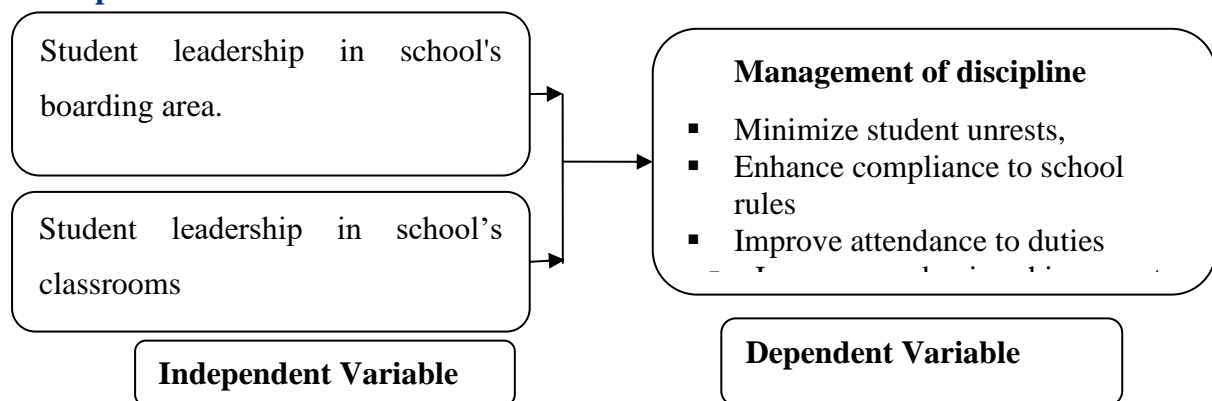 Student leadership in school's
boarding area.
Student leadership in school’s
classrooms
Independent Variable
Management of discipline
▪ Minimize student unrests,
▪ Enhance compliance to school
rules
▪ Improve attendance to duties
Dependent Variable